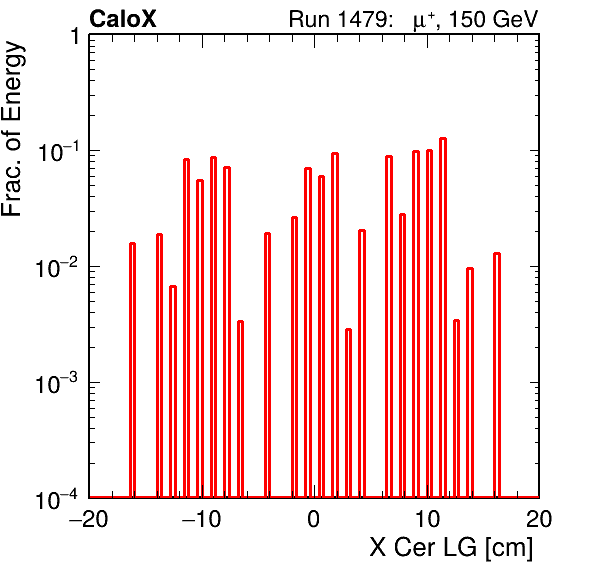 CaloX Run 1479: μ⁺, 150 GeV
Frac. of Energy
1
10⁻¹
10⁻²
10⁻³
10⁻⁴
−20 −10 0 10 20
X Cer LG [cm]